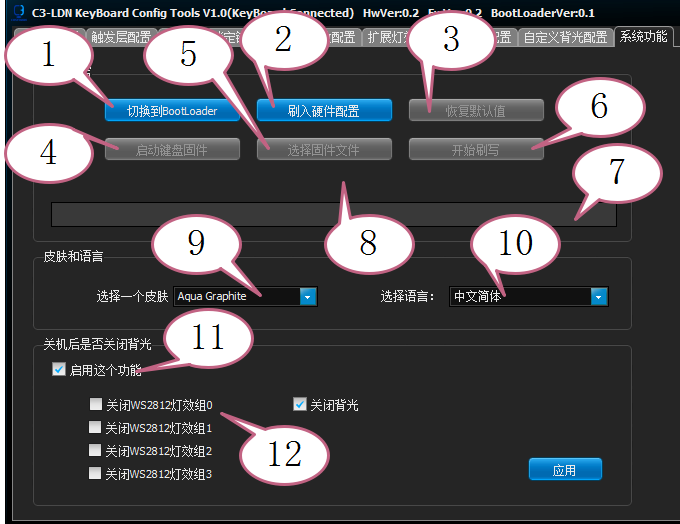 C3-LDN KeyBoard Config Tools V1.0(KeyBoard Connected) HwVer:0.2 FwVer:0.2 BootLoaderVer:0.1
触发层配置 扩展灯 配置 自定义背光配置 系统功能
1 5 2 3
切换到BootLoader 刷入硬件配置 恢复默认值
4 启动键盘固件 选择固件文件 开始刷写 6
7
8
皮肤和语言
9 10
选择一个皮肤 Aqua Graphite 选择语言: 中文简体
关机后是否关闭背光
11
启用这个功能
关闭WS2812灯效组0 关闭背光
关闭WS2812灯效组1
12
关闭WS2812灯效组2
关闭WS2812灯效组3 应用